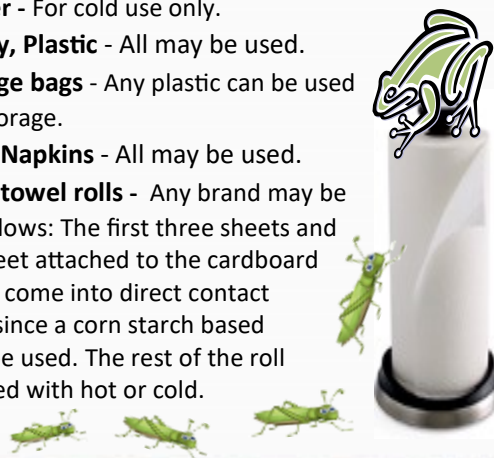 er - For cold use only.
y, Plastic - All may be used.
ge bags - Any plastic can be used
orage.
Napkins - All may be used.
towel rolls - Any brand may be
lows: The first three sheets and
eet attached to the cardboard
come into direct contact
since a corn starch based
e used. The rest of the roll
ed with hot or cold.